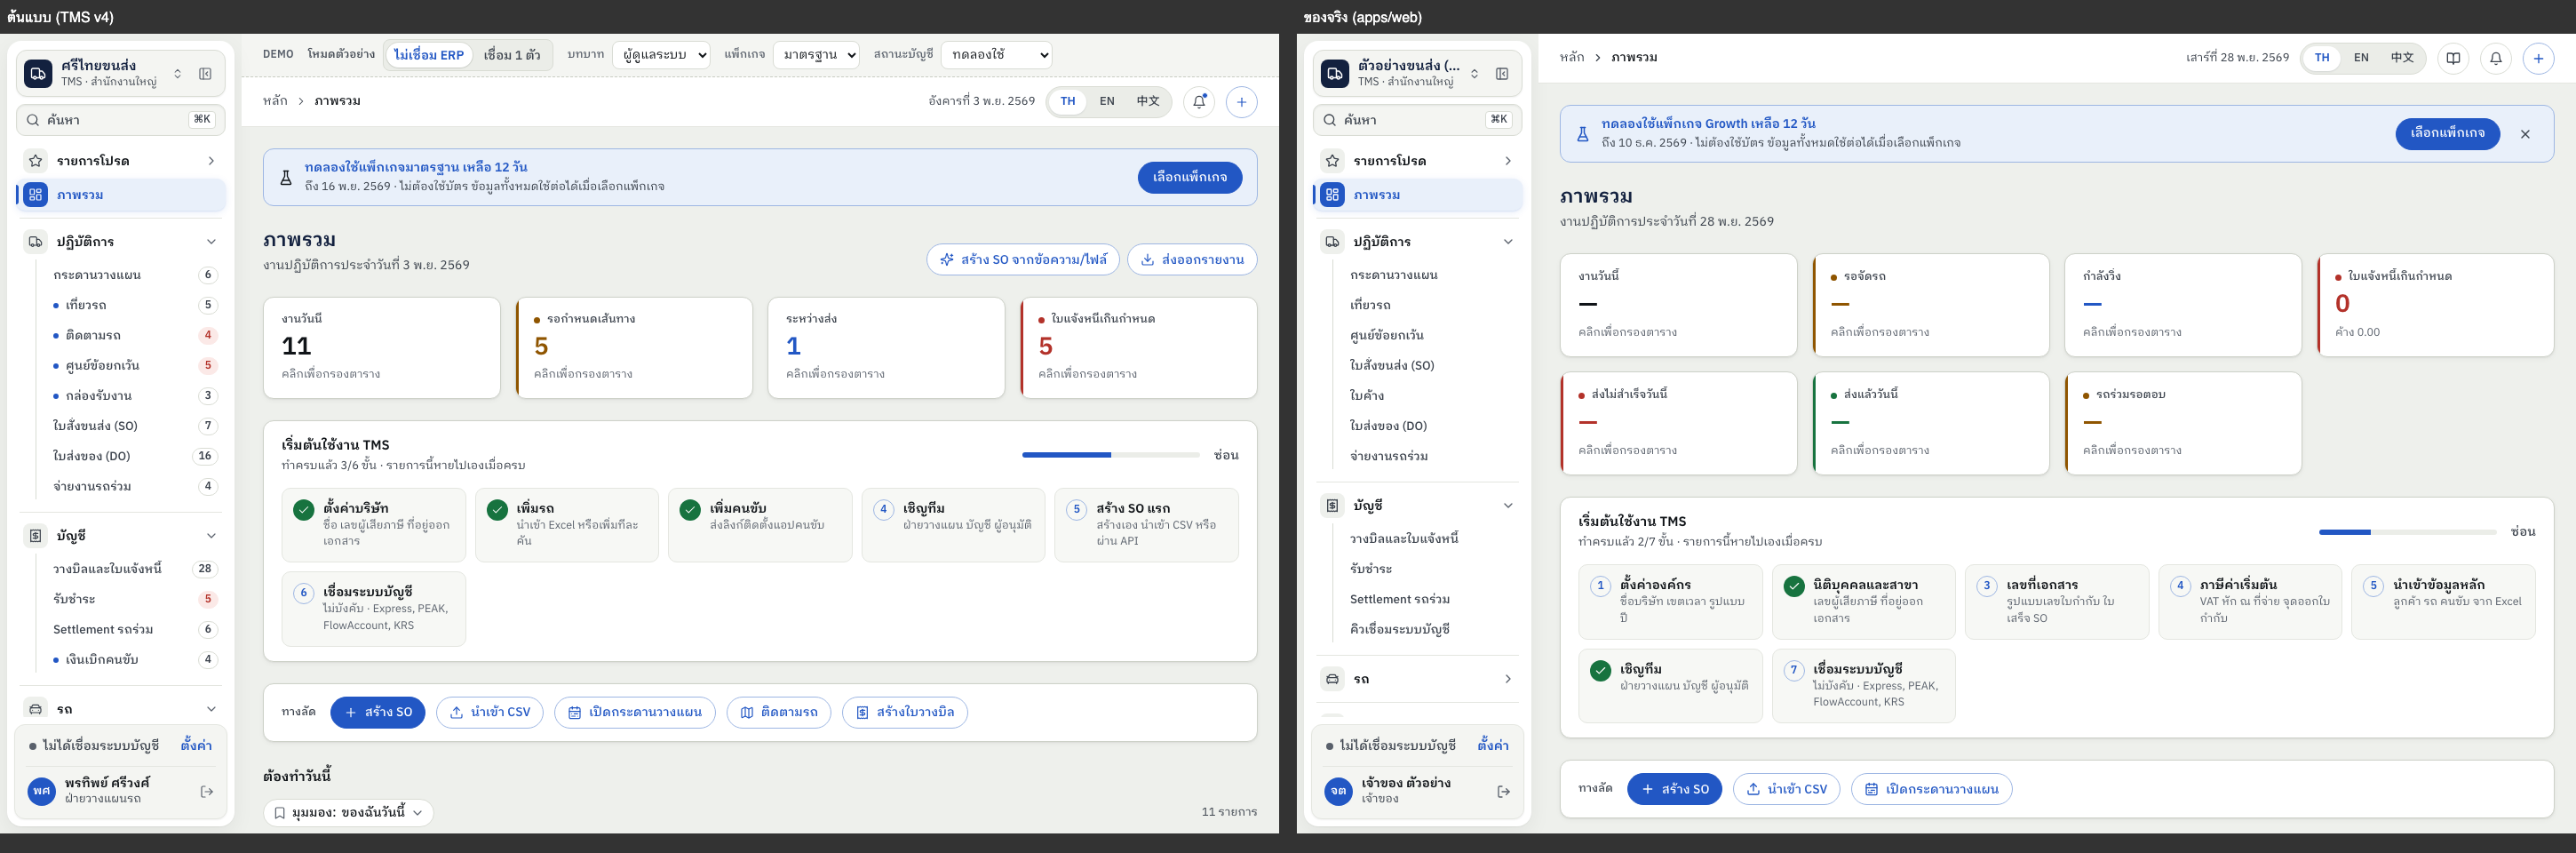 ต้นแบบ (TMS v4)
ศรีไทยขนส่ง
TMS · สำนักงานใหญ่
ค้นหา ⌘K
รายการโปรด
ภาพรวม
ปฏิบัติการ
กระดานวางแผน 6
เที่ยวรถ 5
ติดตามรถ 4
ศูนย์ข้อยกเว้น 5
กล่องรับงาน 3
ใบสั่งขนส่ง (SO) 7
ใบส่งของ (DO) 16
จ่ายงานรถร่วม 4
บัญชี
วางบิลและใบแจ้งหนี้ 28
รับชำระ 5
Settlement รถร่วม 6
เงินเบิกคนขับ 4
รถ
ไม่ได้เชื่อมระบบบัญชี ตั้งค่า
พศ พรทิพย์ ศรีวงศ์
ฝ่ายวางแผนรถ
DEMO โหมดตัวอย่าง ไม่เชื่อม ERP เชื่อม 1 ตัว บทบาท ผู้ดูแลระบบ แพ็กเกจ มาตรฐาน สถานะบัญชี ทดลองใช้
หลัก › ภาพรวม อังคารที่ 3 พ.ย. 2569 TH EN 中文
ทดลองใช้แพ็กเกจมาตรฐาน เหลือ 12 วัน
ถึง 16 พ.ย. 2569 · ไม่ต้องใช้บัตร ข้อมูลทั้งหมดใช้ต่อได้เมื่อเลือกแพ็กเกจ
เลือกแพ็กเกจ
ภาพรวม
งานปฏิบัติการประจำวันที่ 3 พ.ย. 2569
สร้าง SO จากข้อความ/ไฟล์ ส่งออกรายงาน
งานวันนี้
11
คลิกเพื่อกรองตาราง
รอกำหนดเส้นทาง
5
คลิกเพื่อกรองตาราง
ระหว่างส่ง
1
คลิกเพื่อกรองตาราง
ใบแจ้งหนี้เกินกำหนด
5
คลิกเพื่อกรองตาราง
เริ่มต้นใช้งาน TMS
ทำครบแล้ว 3/6 ขั้น · รายการนี้หายไปเองเมื่อครบ
ซ่อน
ตั้งค่าบริษัท
ชื่อ เลขผู้เสียภาษี ที่อยู่ออก
เอกสาร
เพิ่มรถ
นำเข้า Excel หรือเพิ่มทีละ
คัน
เพิ่มคนขับ
ส่งลิงก์ติดตั้งแอปคนขับ
4 เชิญทีม
ฝ่ายวางแผน บัญชี ผู้อนุมัติ
5 สร้าง SO แรก
สร้างเอง นำเข้า CSV หรือ
ผ่าน API
6 เชื่อมระบบบัญชี
ไม่บังคับ · Express, PEAK,
FlowAccount, KRS
ทางลัด สร้าง SO นำเข้า CSV เปิดกระดานวางแผน ติดตามรถ สร้างใบวางบิล
ต้องทำวันนี้
มุมมอง: ของฉันวันนี้ 11 รายการ
ของจริง (apps/web)
ตัวอย่างขนส่ง (...
TMS · สำนักงานใหญ่
ค้นหา ⌘K
รายการโปรด
ภาพรวม
ปฏิบัติการ
กระดานวางแผน
เที่ยวรถ
ศูนย์ข้อยกเว้น
ใบสั่งขนส่ง (SO)
ใบค้าง
ใบส่งของ (DO)
จ่ายงานรถร่วม
บัญชี
วางบิลและใบแจ้งหนี้
รับชำระ
Settlement รถร่วม
คิวเชื่อมระบบบัญชี
รถ
ไม่ได้เชื่อมระบบบัญชี ตั้งค่า
จต เจ้าของ ตัวอย่าง
เจ้าของ
หลัก › ภาพรวม เสาร์ที่ 28 พ.ย. 2569 TH EN 中文
ทดลองใช้แพ็กเกจ Growth เหลือ 12 วัน
ถึง 10 ธ.ค. 2569 · ไม่ต้องใช้บัตร ข้อมูลทั้งหมดใช้ต่อได้เมื่อเลือกแพ็กเกจ
เลือกแพ็กเกจ
ภาพรวม
งานปฏิบัติการประจำวันที่ 28 พ.ย. 2569
งานวันนี้
—
คลิกเพื่อกรองตาราง
รอจัดรถ
—
คลิกเพื่อกรองตาราง
กำลังวิ่ง
—
คลิกเพื่อกรองตาราง
ใบแจ้งหนี้เกินกำหนด
0
ค้าง 0.00
ส่งไม่สำเร็จวันนี้
—
คลิกเพื่อกรองตาราง
ส่งแล้ววันนี้
—
คลิกเพื่อกรองตาราง
รถร่วมรอตอบ
—
คลิกเพื่อกรองตาราง
เริ่มต้นใช้งาน TMS
ทำครบแล้ว 2/7 ขั้น · รายการนี้หายไปเองเมื่อครบ
ซ่อน
1 ตั้งค่าองค์กร
ชื่อบริษัท เขตเวลา รูปแบบ
ปี
นิติบุคคลและสาขา
เลขผู้เสียภาษี ที่อยู่ออก
เอกสาร
3 เลขที่เอกสาร
รูปแบบเลขใบกำกับ ใบ
เสร็จ SO
4 ภาษีค่าเริ่มต้น
VAT หัก ณ ที่จ่าย จุดออกใบ
กำกับ
5 นำเข้าข้อมูลหลัก
ลูกค้า รถ คนขับ จาก Excel
เชิญทีม
ฝ่ายวางแผน บัญชี ผู้อนุมัติ
7 เชื่อมระบบบัญชี
ไม่บังคับ · Express, PEAK,
FlowAccount, KRS
ทางลัด สร้าง SO นำเข้า CSV เปิดกระดานวางแผน